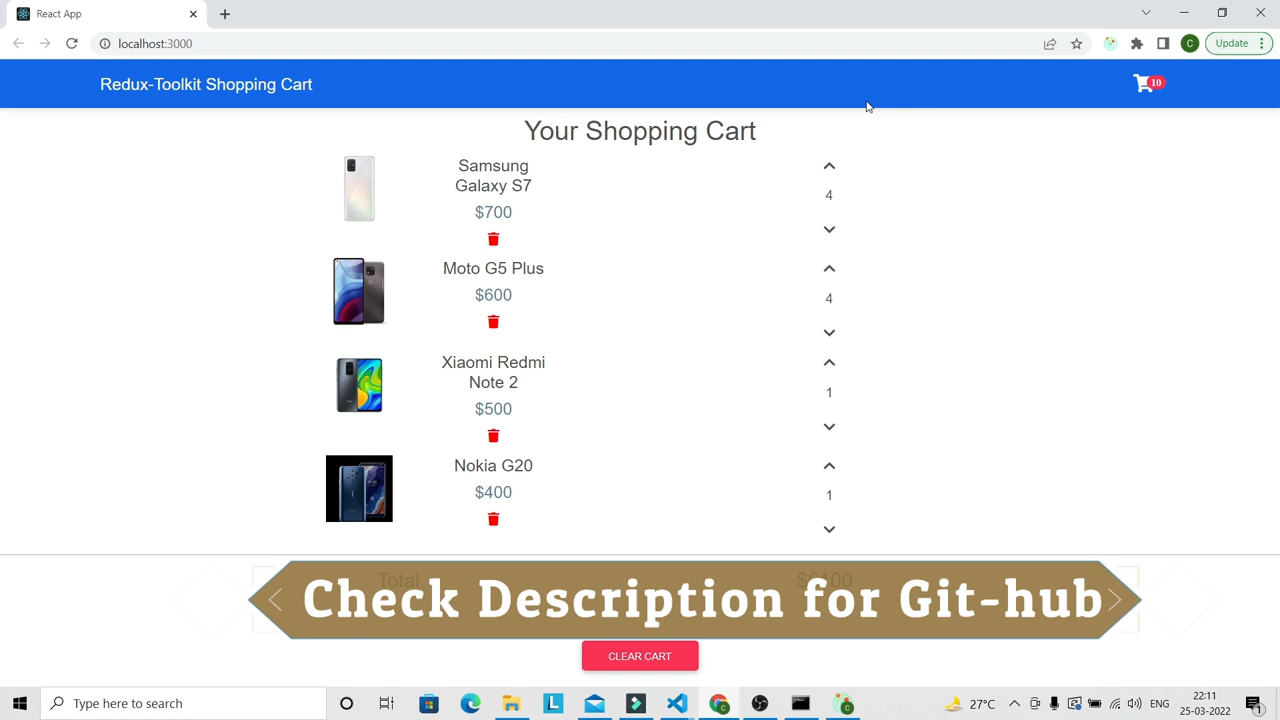 React App
localhost:3000
C
Update
Redux-Toolkit Shopping Cart
10
Your Shopping Cart
Samsung
Galaxy S7
$700
4
Moto G5 Plus
$600
4
Xiaomi Redmi
Note 2
$500
1
Nokia G20
$400
1
Total
Check Description for Git-hub
CLEAR CART
Type here to search
27°C
ENG
22:11
25-03-2022
1